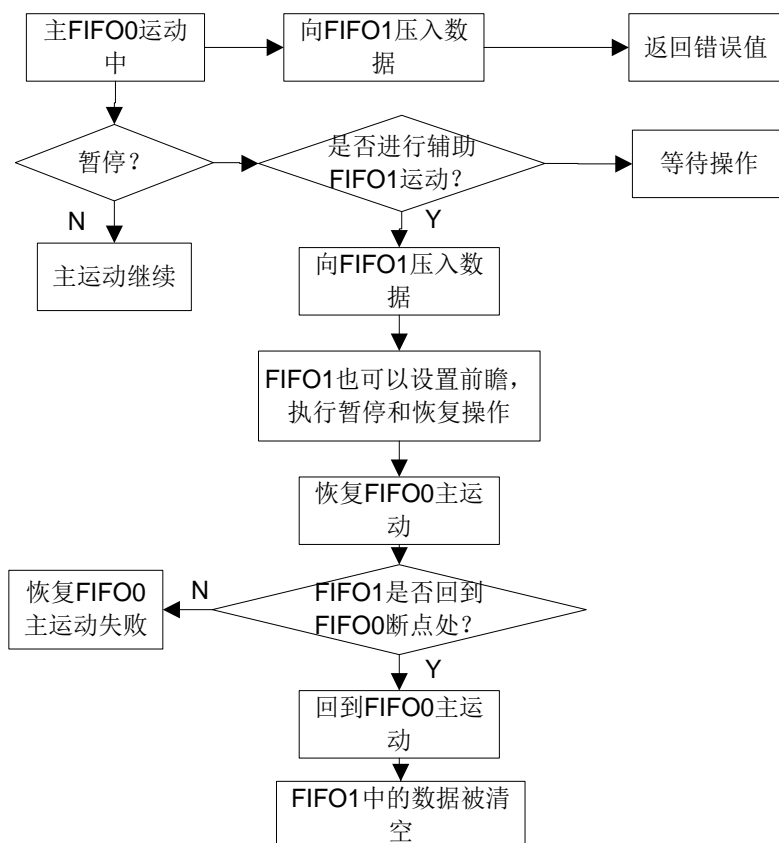 主FIFO0运动
中
向FIFO1压入数
据
返回错误值
暂停？
是否进行辅助
FIFO1运动？
等待操作
N
Y
主运动继续
向FIFO1压入数
据
FIFO1也可以设置前瞻，
执行暂停和恢复操作
恢复FIFO0主运
动
恢复FIFO0
主运动失败
N
FIFO1是否回到
FIFO0断点处？
Y
回到FIFO0主运
动
FIFO1中的数据被清
空